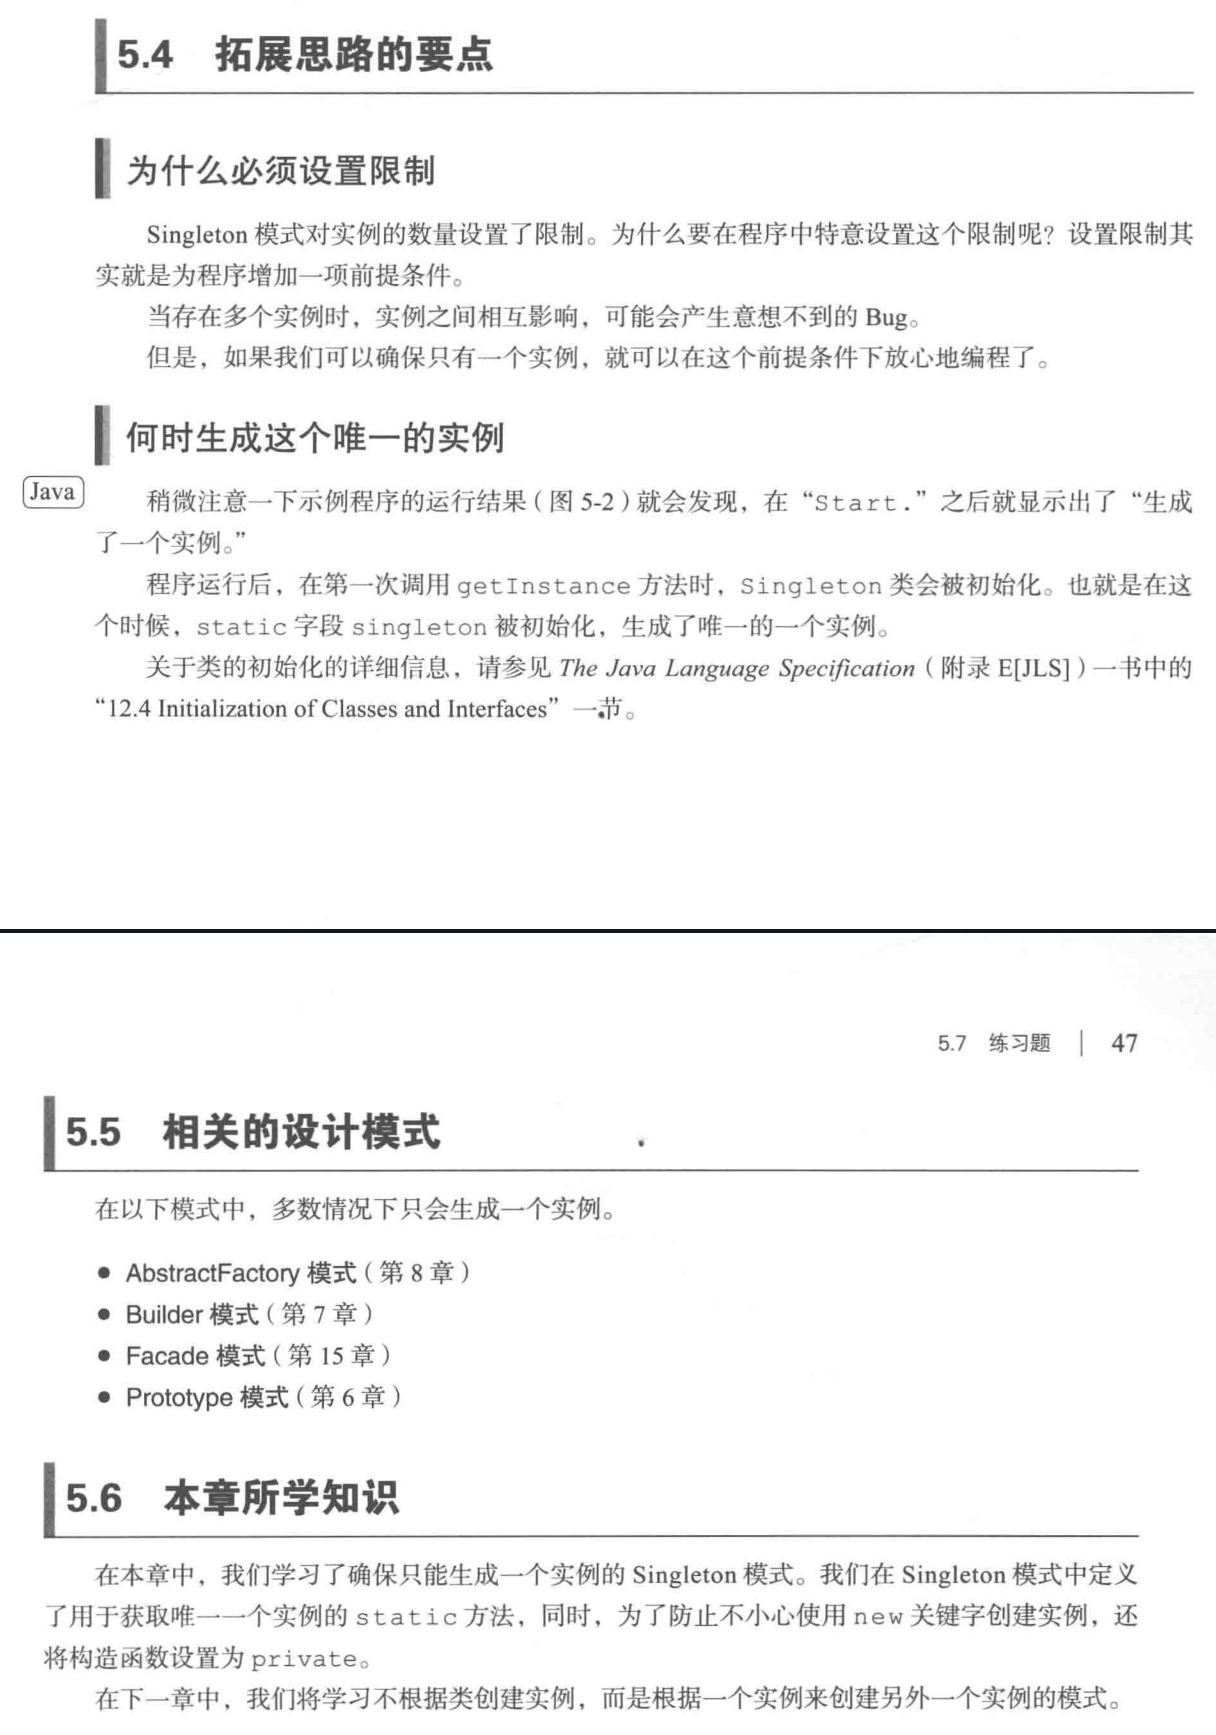 5.4 拓展思路的要点
为什么必须设置限制
Singleton 模式对实例的数量设置了限制。为什么要在程序中特意设置这个限制呢？设置限制其
实就是为程序增加一项前提条件。
当存在多个实例时，实例之间相互影响，可能会产生意想不到的 Bug。
但是，如果我们可以确保只有一个实例，就可以在这个前提条件下放心地编程了。
何时生成这个唯一的实例
Java
稍微注意一下示例程序的运行结果（图 5-2）就会发现，在“Start.”之后就显示出了“生成
了一个实例。”
程序运行后，在第一次调用 getInstance 方法时，Singleton 类会被初始化。也就是在这
个时候，static 字段 singleton 被初始化，生成了唯一的一个实例。
关于类的初始化的详细信息，请参见 The Java Language Specification（附录 E[JLS]）一书中的
“12.4 Initialization of Classes and Interfaces”一节。
5.7 练习题 | 47
5.5 相关的设计模式
在以下模式中，多数情况下只会生成一个实例。
● AbstractFactory 模式（第 8 章）
● Builder 模式（第 7 章）
● Facade 模式（第 15 章）
● Prototype 模式（第 6 章）
5.6 本章所学知识
在本章中，我们学习了确保只能生成一个实例的 Singleton 模式。我们在 Singleton 模式中定义
了用于获取唯一一个实例的 static 方法，同时，为了防止不小心使用 new 关键字创建实例，还
将构造函数设置为 private。
在下一章中，我们将学习不根据类创建实例，而是根据一个实例来创建另外一个实例的模式。